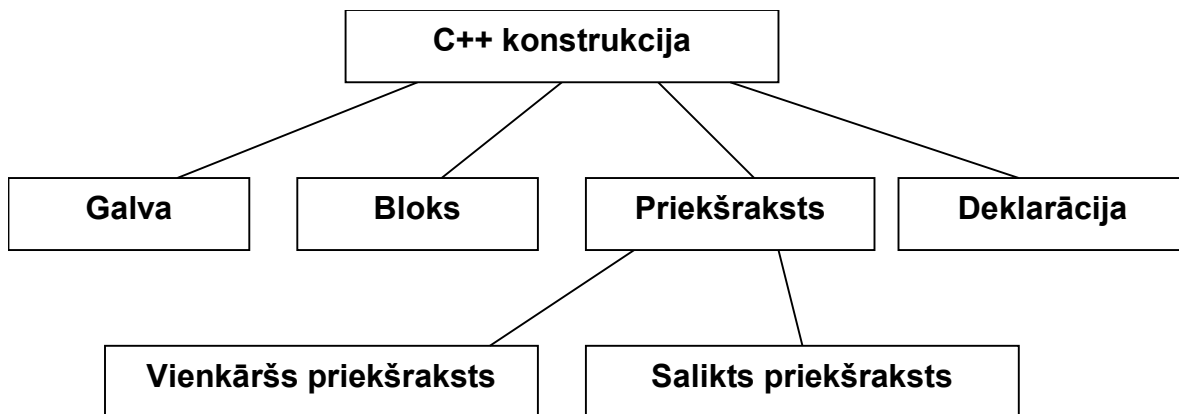 C++ konstrukcija
Galva
Bloks
Priekšraksts
Deklarācija
Vienkāršs priekšraksts
Salikts priekšraksts